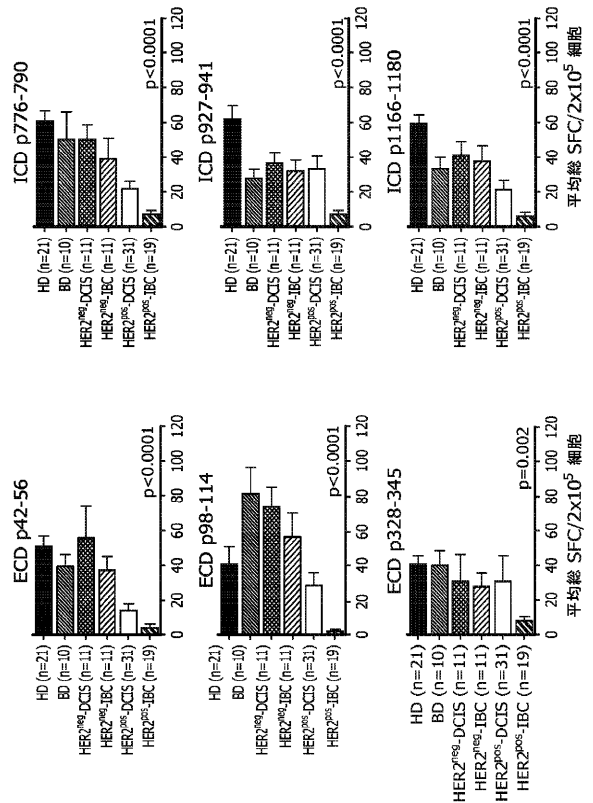 ECD p42-56
HD (n=21)
BD (n=10)
HER2neg-DCIS (n=11)
HER2neg-IBC (n=11)
HER2pos-DCIS (n=31)
HER2pos-IBC (n=19)
p<0.0001
0 20 40 60 80 100 120
ECD p98-114
HD (n=21)
BD (n=10)
HER2neg-DCIS (n=11)
HER2neg-IBC (n=11)
HER2pos-DCIS (n=31)
HER2pos-IBC (n=19)
p<0.0001
0 20 40 60 80 100 120
ECD p328-345
HD (n=21)
BD (n=10)
HER2neg-DCIS (n=11)
HER2neg-IBC (n=11)
HER2pos-DCIS (n=31)
HER2pos-IBC (n=19)
p=0.002
0 20 40 60 80 100 120
平均総 SFC/2x10⁵ 細胞
ICD p776-790
HD (n=21)
BD (n=10)
HER2neg-DCIS (n=11)
HER2neg-IBC (n=11)
HER2pos-DCIS (n=31)
HER2pos-IBC (n=19)
p<0.0001
0 20 40 60 80 100 120
ICD p927-941
HD (n=21)
BD (n=10)
HER2neg-DCIS (n=11)
HER2neg-IBC (n=11)
HER2pos-DCIS (n=31)
HER2pos-IBC (n=19)
p<0.0001
0 20 40 60 80 100 120
ICD p1166-1180
HD (n=21)
BD (n=10)
HER2neg-DCIS (n=11)
HER2neg-IBC (n=11)
HER2pos-DCIS (n=31)
HER2pos-IBC (n=19)
p<0.0001
0 20 40 60 80 100 120
平均総 SFC/2x10⁵ 細胞